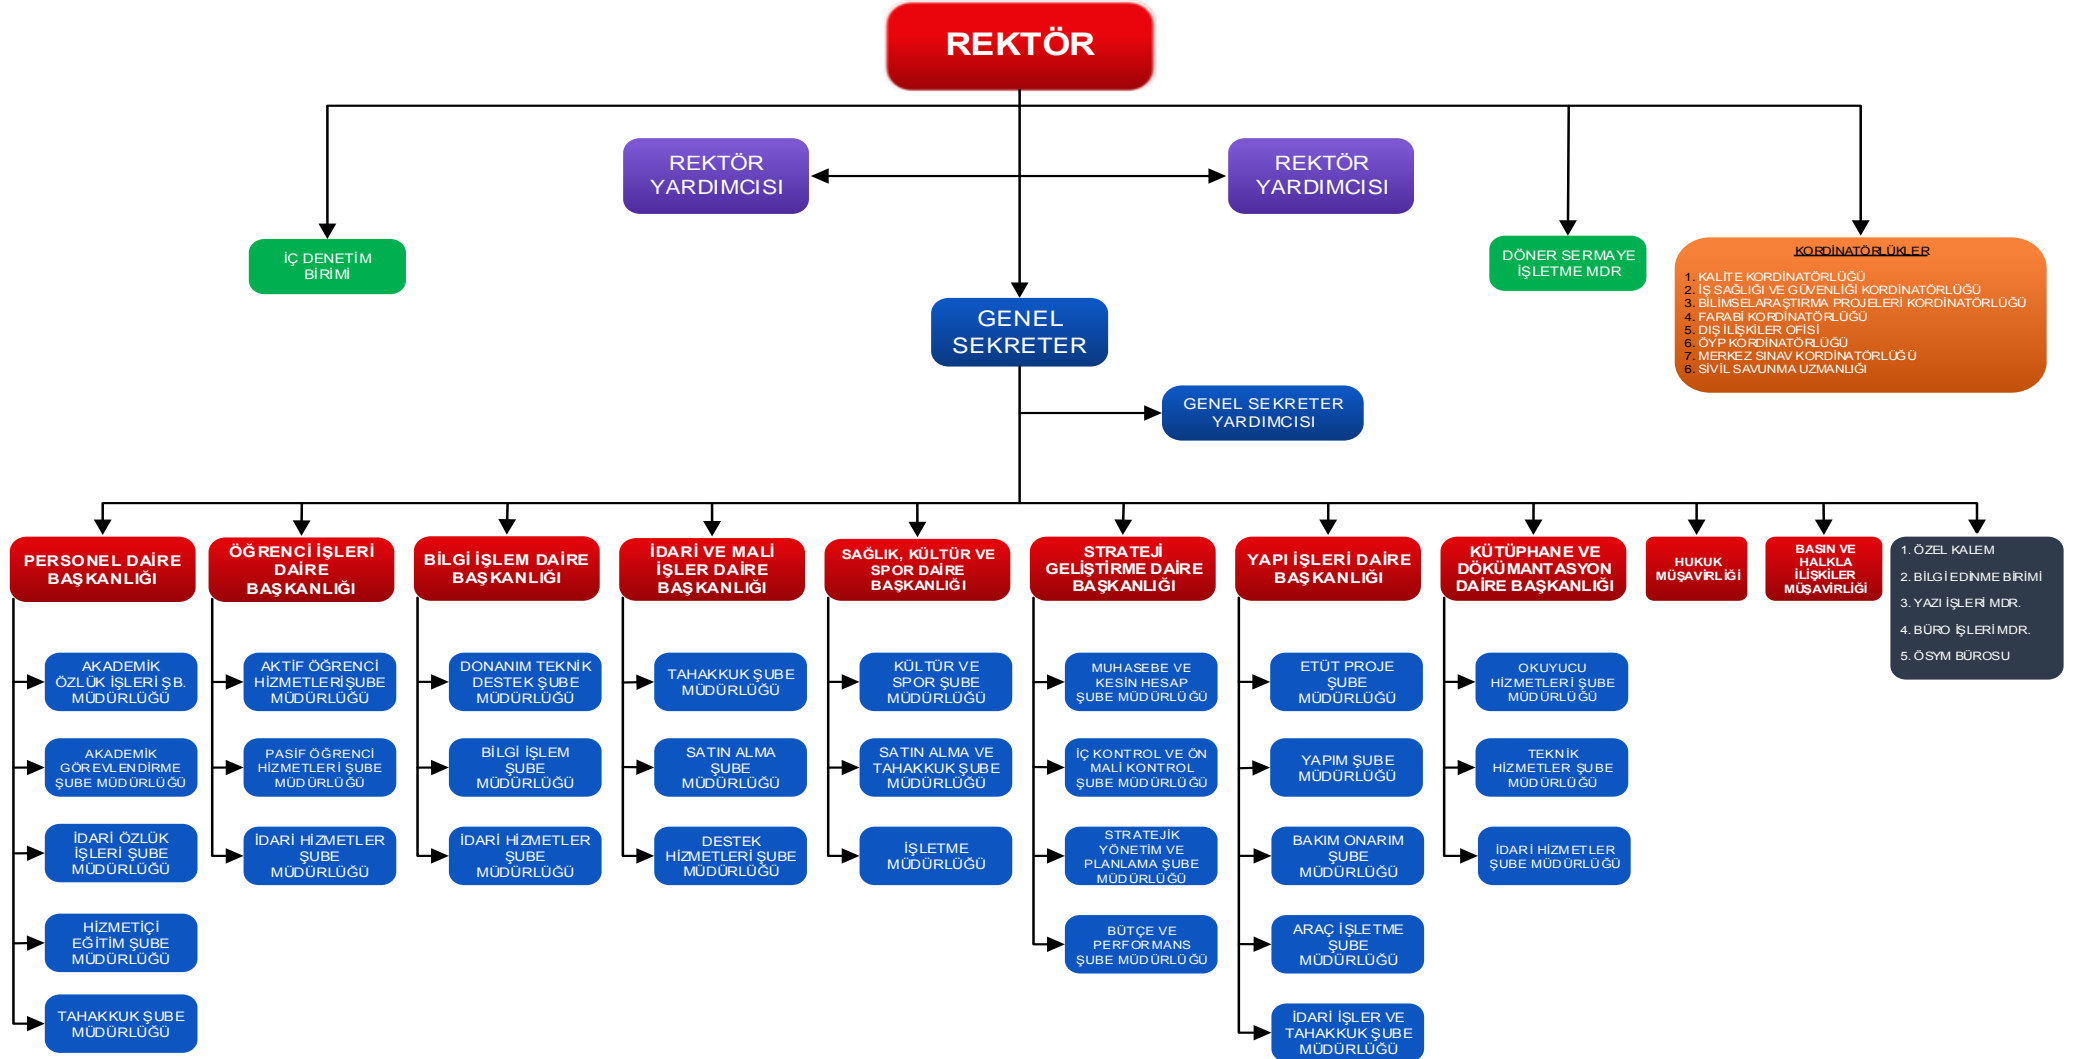 REKTÖR
REKTÖR
YARDIMCISI
REKTÖR
YARDIMCISI
İÇ DENETİM
BİRİMİ
DÖNER SERMAYE
İŞLETME MDR
KORDİNATÖRLÜKLER
1. KALİTE KORDİNATÖRLÜĞÜ
2. İŞ SAĞLIĞI VE GÜVENLİĞİ KORDİNATÖRLÜĞÜ
3. BİLİMSELARAŞTIRMA PROJELERİ KORDİNATÖRLÜĞÜ
4. FARABİ KORDİNATÖRLÜĞÜ
5. DIŞ İLİŞKİLER OFİSİ
6. ÖYP KORDİNATÖRLÜĞÜ
7. MERKEZ SINAV KORDİNATÖRLÜĞÜ
6. SİVİL SAVUNMA UZMANLIĞI
GENEL
SEKRETER
GENEL SEKRETER
YARDIMCISI
PERSONEL DAİRE
BAŞKANLIĞI
ÖĞRENCİ İŞLERİ
DAİRE
BAŞKANLIĞI
BİLGİ İŞLEM DAİRE
BAŞKANLIĞI
İDARİ VE MALİ
İŞLER DAİRE
BAŞKANLIĞI
SAĞLIK, KÜLTÜR VE
SPOR DAİRE
BAŞKANLIĞI
STRATEJİ
GELİŞTİRME DAİRE
BAŞKANLIĞI
YAPI İŞLERİ DAİRE
BAŞKANLIĞI
KÜTÜPHANE VE
DÖKÜMANTASYON
DAİRE BAŞKANLIĞI
HUKUK
MÜŞAVİRLİĞİ
BASIN VE
HALKLA
İLİŞKİLER
MÜŞAVİRLİĞİ
1. ÖZEL KALEM
2. BİLGİ EDİNME BİRİMİ
3. YAZI İŞLERİ MDR.
4. BÜRO İŞLERİ MDR.
5. ÖSYM BÜROSU
AKADEMİK
ÖZLÜK İŞLERİ ŞB.
MÜDÜRLÜĞÜ
AKTİF ÖĞRENCİ
HİZMETLERİ ŞUBE
MÜDÜRLÜĞÜ
DONANIM TEKNİK
DESTEK ŞUBE
MÜDÜRLÜĞÜ
TAHAKKUK ŞUBE
MÜDÜRLÜĞÜ
KÜLTÜR VE
SPOR ŞUBE
MÜDÜRLÜĞÜ
MUHASEBE VE
KESİN HESAP
ŞUBE MÜDÜRLÜĞÜ
ETÜT PROJE
ŞUBE
MÜDÜRLÜĞÜ
OKUYUCU
HİZMETLERİ ŞUBE
MÜDÜRLÜĞÜ
AKADEMİK
GÖREVLENDİRME
ŞUBE MÜDÜRLÜĞÜ
PASİF ÖĞRENCİ
HİZMETLERİ ŞUBE
MÜDÜRLÜĞÜ
BİLGİ İŞLEM
ŞUBE
MÜDÜRLÜĞÜ
SATIN ALMA
ŞUBE
MÜDÜRLÜĞÜ
SATIN ALMA VE
TAHAKKUK ŞUBE
MÜDÜRLÜĞÜ
İÇ KONTROL VE ÖN
MALİ KONTROL
ŞUBE MÜDÜRLÜĞÜ
YAPIM ŞUBE
MÜDÜRLÜĞÜ
TEKNİK
HİZMETLER ŞUBE
MÜDÜRLÜĞÜ
İDARİ ÖZLÜK
İŞLERİ ŞUBE
MÜDÜRLÜĞÜ
İDARİ HİZMETLER
ŞUBE
MÜDÜRLÜĞÜ
İDARİ HİZMETLER
ŞUBE
MÜDÜRLÜĞÜ
DESTEK
HİZMETLERİ ŞUBE
MÜDÜRLÜĞÜ
İŞLETME
MÜDÜRLÜĞÜ
STRATEJİK
YÖNETİM VE
PLANLAMA ŞUBE
MÜDÜRLÜĞÜ
BAKIM ONARIM
ŞUBE
MÜDÜRLÜĞÜ
İDARİ HİZMETLER
ŞUBE MÜDÜRLÜĞÜ
HİZMETİÇİ
EĞİTİM ŞUBE
MÜDÜRLÜĞÜ
BÜTÇE VE
PERFORMANS
ŞUBE MÜDÜRLÜĞÜ
ARAÇ İŞLETME
ŞUBE
MÜDÜRLÜĞÜ
TAHAKKUK ŞUBE
MÜDÜRLÜĞÜ
İDARİ İŞLER VE
TAHAKKUK ŞUBE
MÜDÜRLÜĞÜ